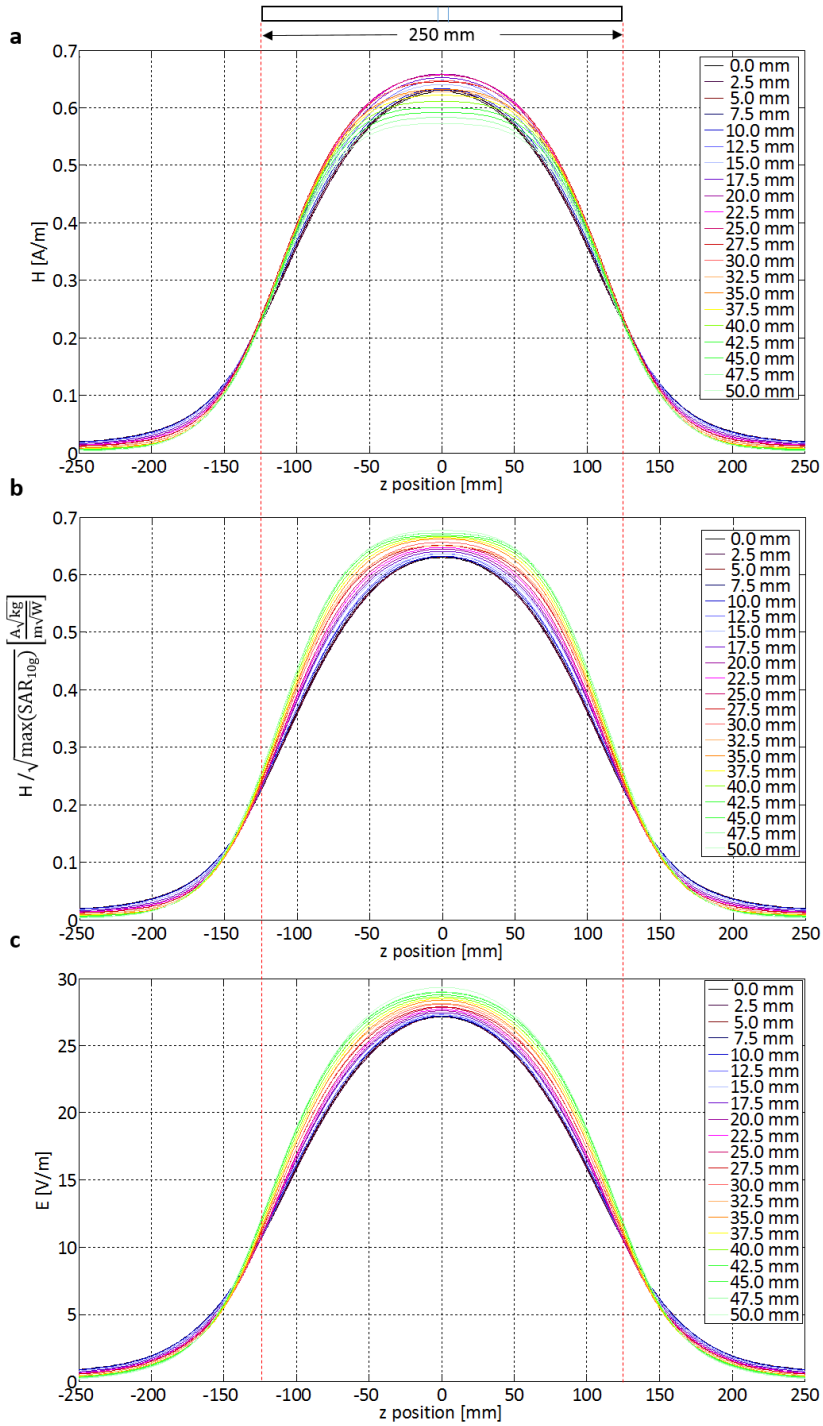 250 mm
a
0.7
0.6
0.5
0.4
0.3
0.2
0.1
0
H [A/m]
-250 -200 -150 -100 -50 0 50 100 150 200 250
z position [mm]
0.0 mm
2.5 mm
5.0 mm
7.5 mm
10.0 mm
12.5 mm
15.0 mm
17.5 mm
20.0 mm
22.5 mm
25.0 mm
27.5 mm
30.0 mm
32.5 mm
35.0 mm
37.5 mm
40.0 mm
42.5 mm
45.0 mm
47.5 mm
50.0 mm
b
0.7
0.6
0.5
0.4
0.3
0.2
0.1
0
H /√max(SAR10g) [A√kg / m√W]
-250 -200 -150 -100 -50 0 50 100 150 200 250
z position [mm]
0.0 mm
2.5 mm
5.0 mm
7.5 mm
10.0 mm
12.5 mm
15.0 mm
17.5 mm
20.0 mm
22.5 mm
25.0 mm
27.5 mm
30.0 mm
32.5 mm
35.0 mm
37.5 mm
40.0 mm
42.5 mm
45.0 mm
47.5 mm
50.0 mm
c
30
25
20
15
10
5
0
E [V/m]
-250 -200 -150 -100 -50 0 50 100 150 200 250
z position [mm]
0.0 mm
2.5 mm
5.0 mm
7.5 mm
10.0 mm
12.5 mm
15.0 mm
17.5 mm
20.0 mm
22.5 mm
25.0 mm
27.5 mm
30.0 mm
32.5 mm
35.0 mm
37.5 mm
40.0 mm
42.5 mm
45.0 mm
47.5 mm
50.0 mm